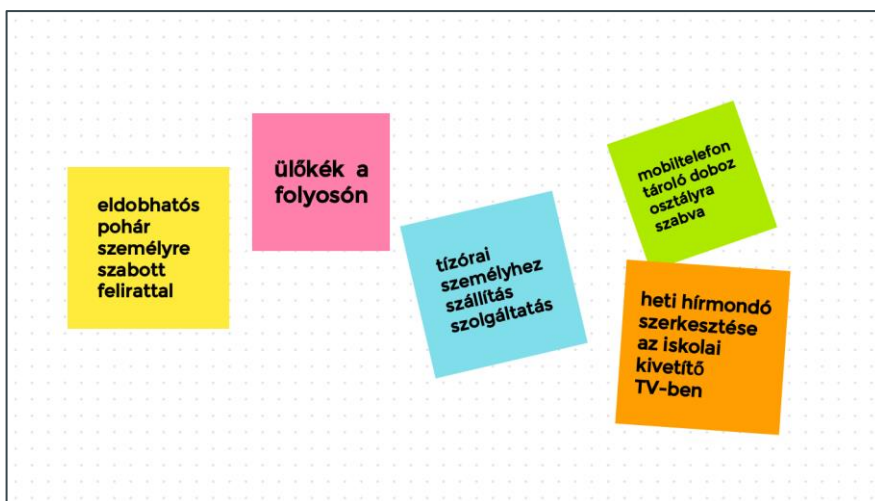 eldobhatós
pohár
személyre
szabott
felirattal
ülőkék a
folyosón
tízórai
személyhez
szállítás
szolgáltatás
mobiltelefon
tároló doboz
osztályra
szabva
heti hírmondó
szerkesztése
az iskolai
kivetítő
TV-ben